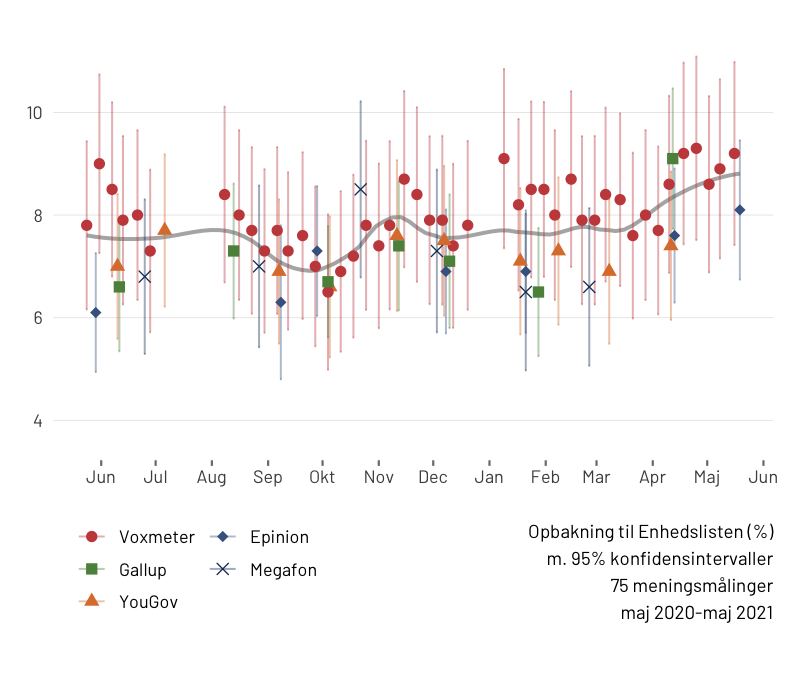 10
8
6
4
Jun Jul Aug Sep Okt Nov Dec Jan Feb Mar Apr Maj Jun
Voxmeter Epinion
Gallup Megafon
YouGov
Opbakning til Enhedslisten (%)
m. 95% konfidensintervaller
75 meningsmålinger
maj 2020-maj 2021